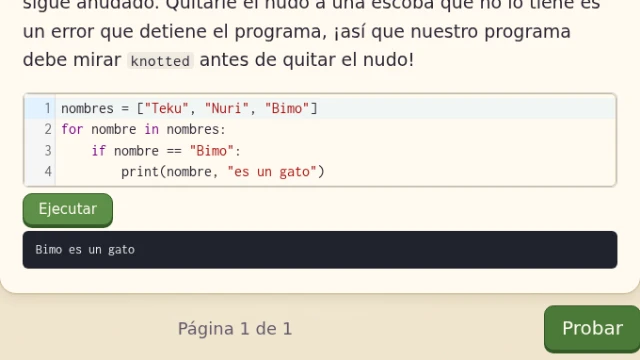 sigue anudado. Quitarle el nudo a una escoba que no lo tiene es
un error que detiene el programa, ¡así que nuestro programa
debe mirar knotted antes de quitar el nudo!
1 nombres = ["Teku", "Nuri", "Bimo"]
2 for nombre in nombres:
3 if nombre == "Bimo":
4 print(nombre, "es un gato")
Ejecutar
Bimo es un gato
Página 1 de 1
Probar